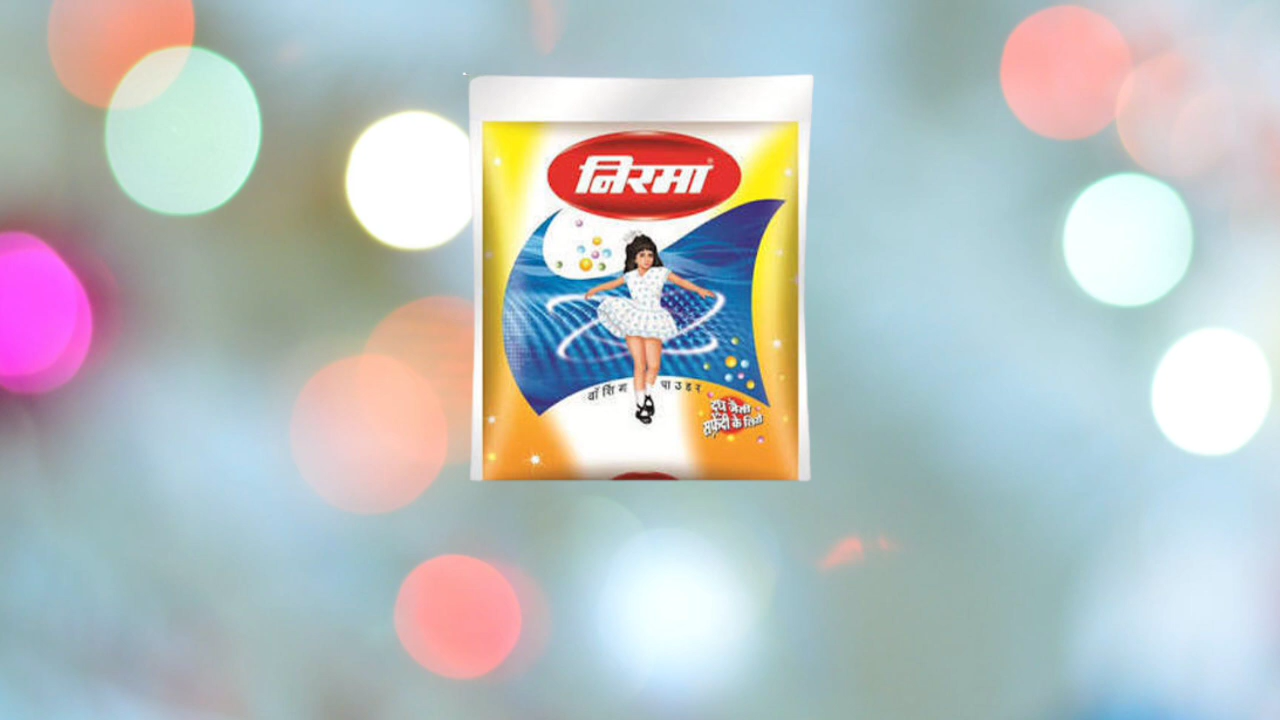 निरमा
वॉशिंग पाउडर
दूध जैसी
सफ़ेदी के लिये